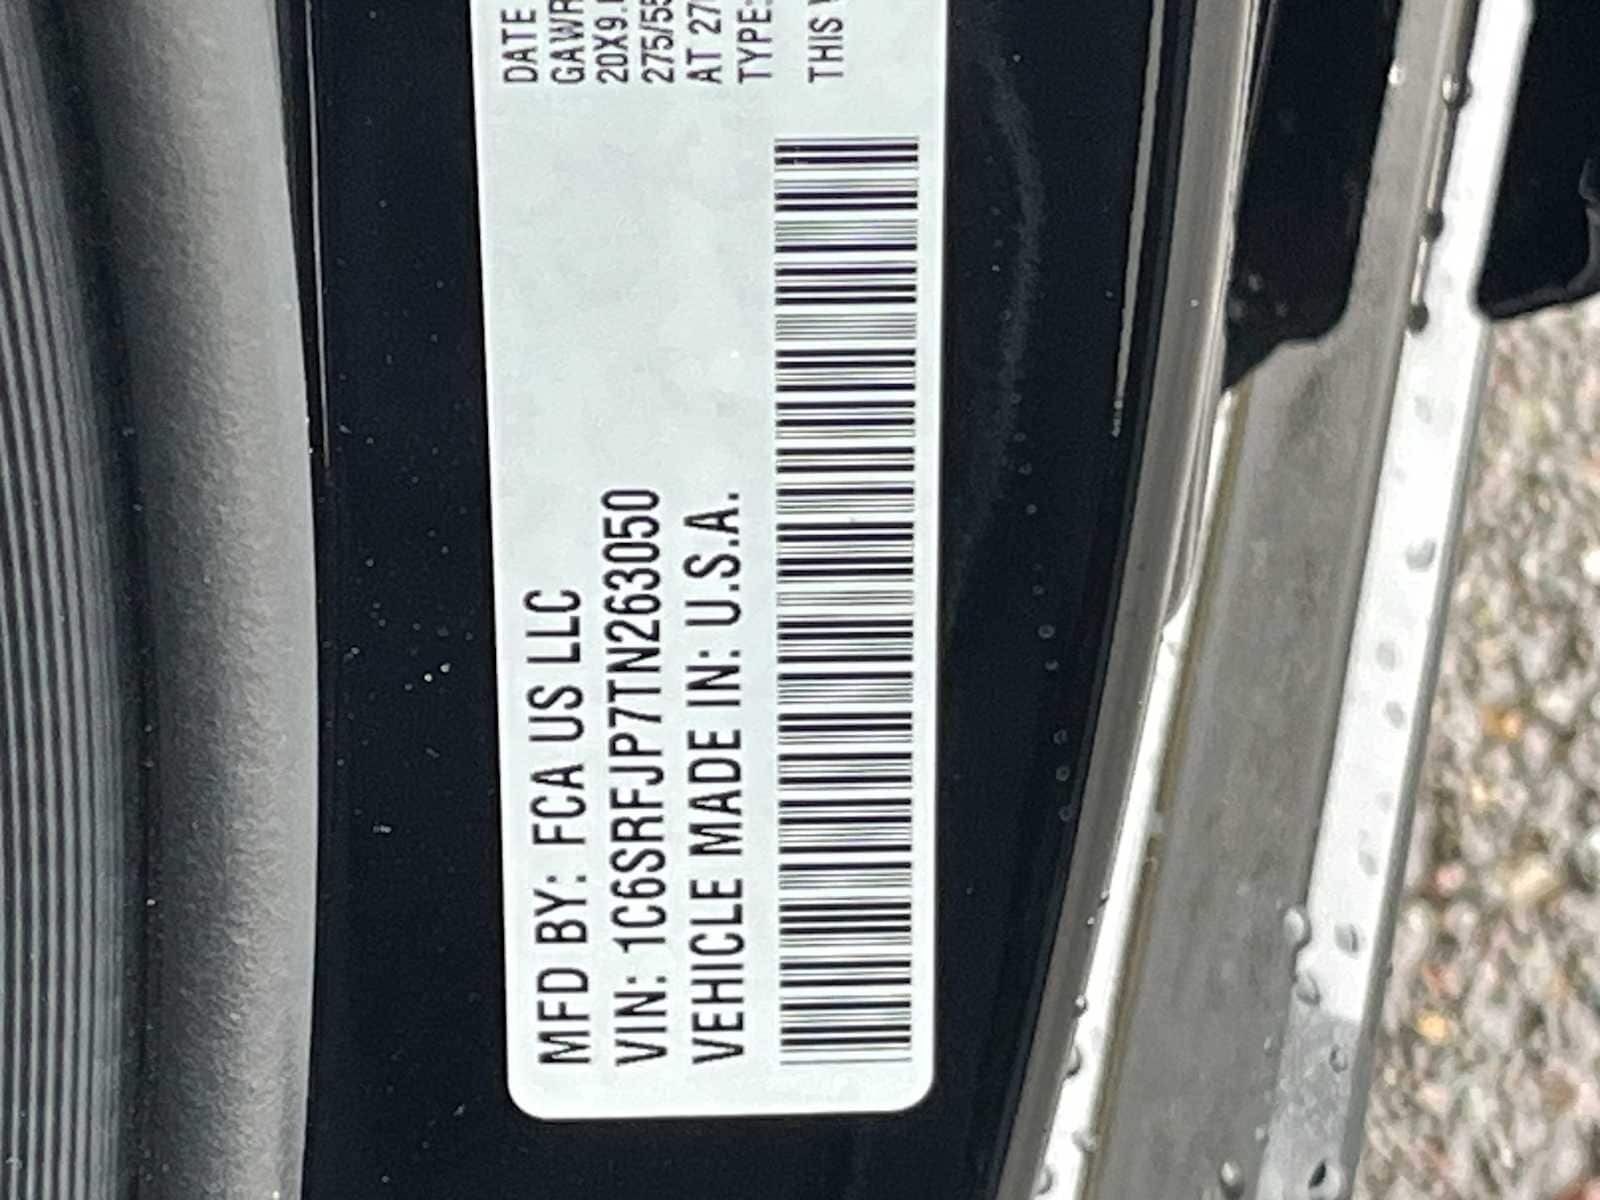 MFD BY: FCA US LLC
VIN: 1C6SRFJP7TN263050
VEHICLE MADE IN: U.S.A.
DATE
GAWR
20X9.
275/55
AT 27
TYPE:
THIS